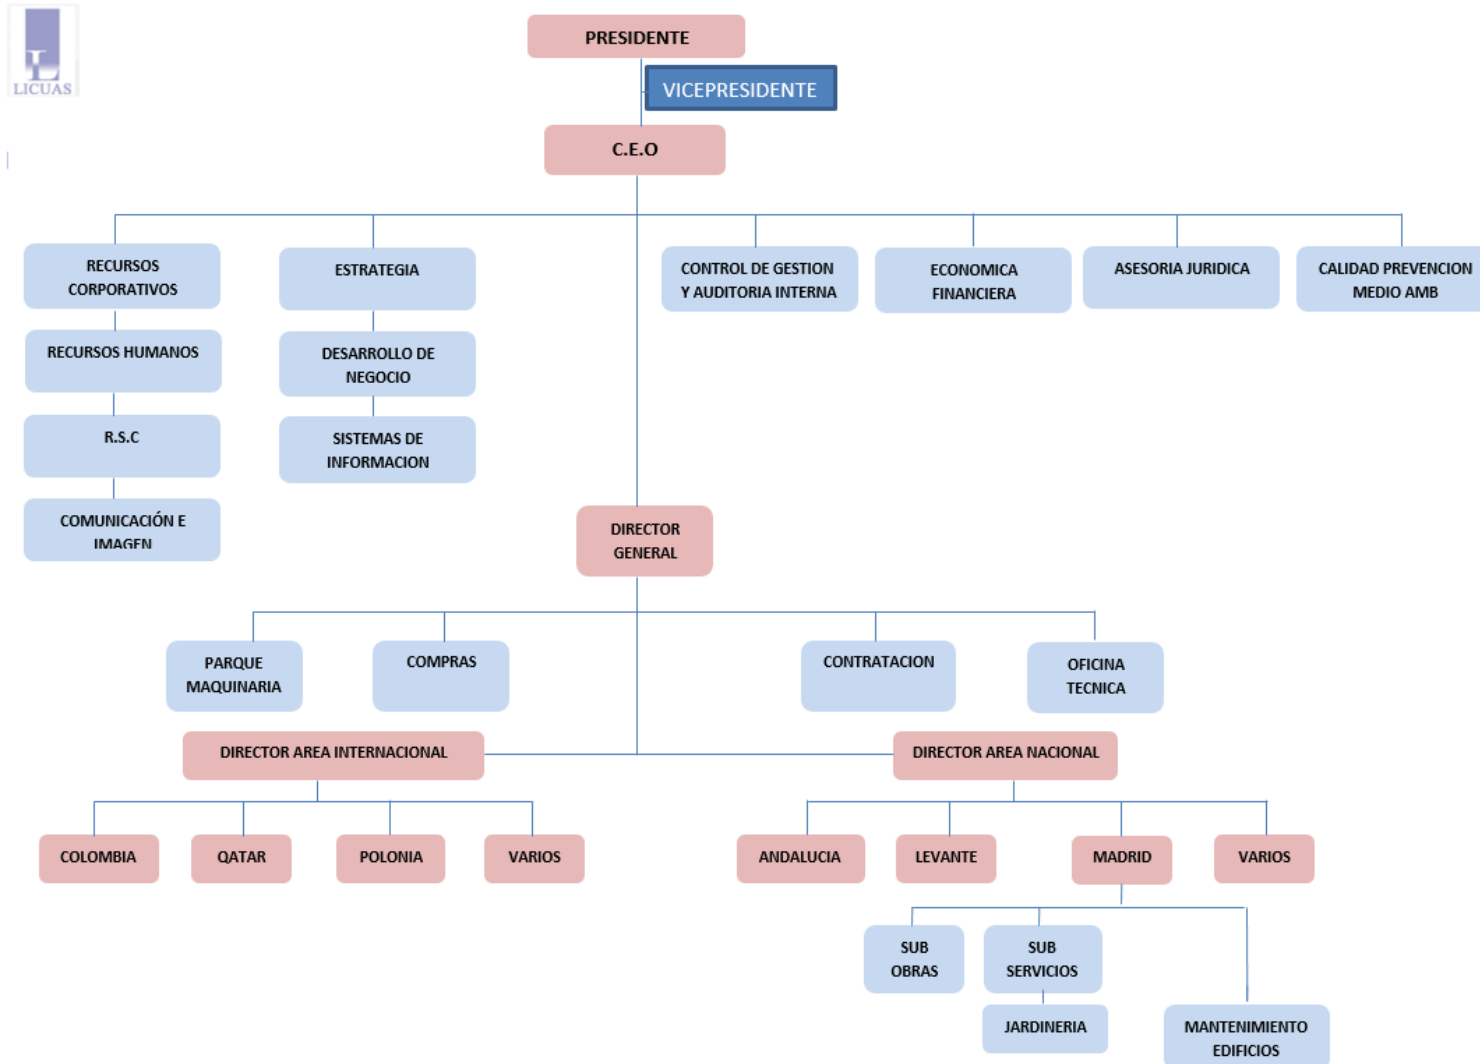 LICUAS
PRESIDENTE
VICEPRESIDENTE
C.E.O
RECURSOS
CORPORATIVOS
ESTRATEGIA
CONTROL DE GESTION
Y AUDITORIA INTERNA
ECONOMICA
FINANCIERA
ASESORIA JURIDICA
CALIDAD PREVENCION
MEDIO AMB
RECURSOS HUMANOS
DESARROLLO DE
NEGOCIO
R.S.C
SISTEMAS DE
INFORMACION
COMUNICACIÓN E
IMAGEN
DIRECTOR
GENERAL
PARQUE
MAQUINARIA
COMPRAS
CONTRATACION
OFICINA
TECNICA
DIRECTOR AREA INTERNACIONAL
DIRECTOR AREA NACIONAL
COLOMBIA
QATAR
POLONIA
VARIOS
ANDALUCIA
LEVANTE
MADRID
VARIOS
SUB
OBRAS
SUB
SERVICIOS
JARDINERIA
MANTENIMIENTO
EDIFICIOS